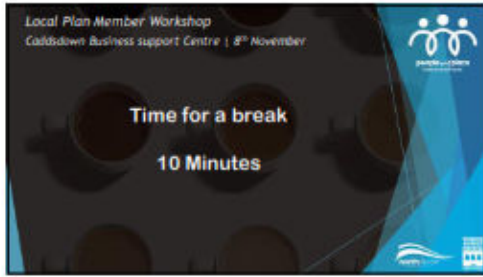 Local Plan Member Workshop
Caddsdown Business support Centre | 8th November
Time for a break
10 Minutes